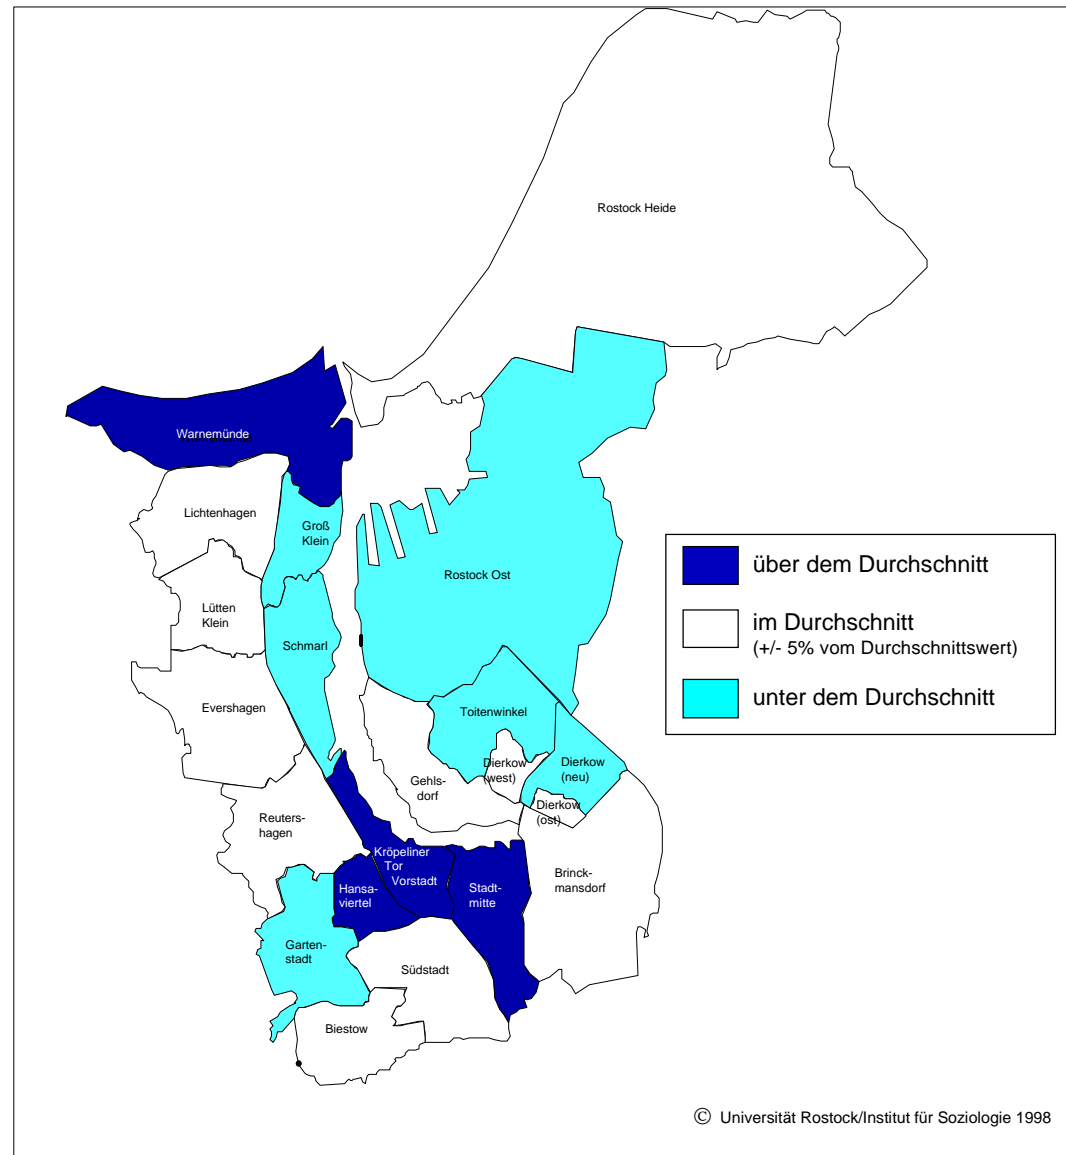 Rostock Heide
Warnemünde
Lichtenhagen
Groß
Klein
Rostock Ost
Lütten
Klein
Schmarl
Evershagen
Toitenwinkel
Dierkow
(west)
Dierkow
(neu)
Gehls-
dorf
Dierkow
(ost)
Reuters-
hagen
Kröpeliner
Tor
Vorstadt
Hansa-
viertel
Stadt-
mitte
Brinck-
mansdorf
Garten-
stadt
Südstadt
Biestow
über dem Durchschnitt
im Durchschnitt
(+/- 5% vom Durchschnittswert)
unter dem Durchschnitt
© Universität Rostock/Institut für Soziologie 1998